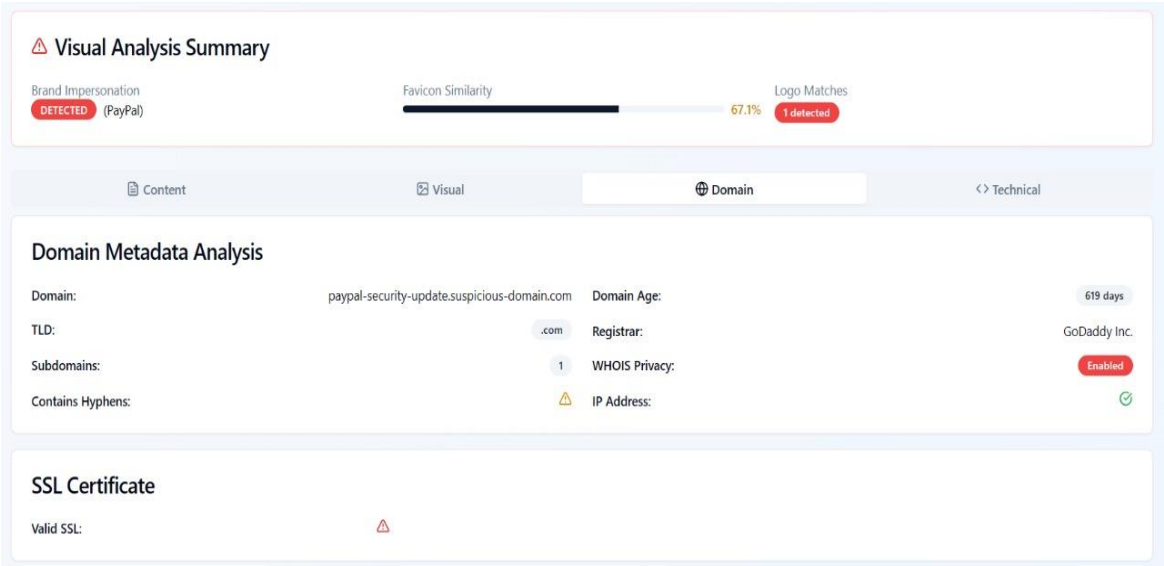 Visual Analysis Summary
Brand Impersonation
DETECTED (PayPal)
Favicon Similarity
67.1%
Logo Matches
1 detected
Content
Visual
Domain
<> Technical
Domain Metadata Analysis
Domain: paypal-security-update.suspicious-domain.com
Domain Age: 619 days
TLD: .com
Registrar: GoDaddy Inc.
Subdomains: 1
WHOIS Privacy: Enabled
Contains Hyphens:
IP Address:
SSL Certificate
Valid SSL: